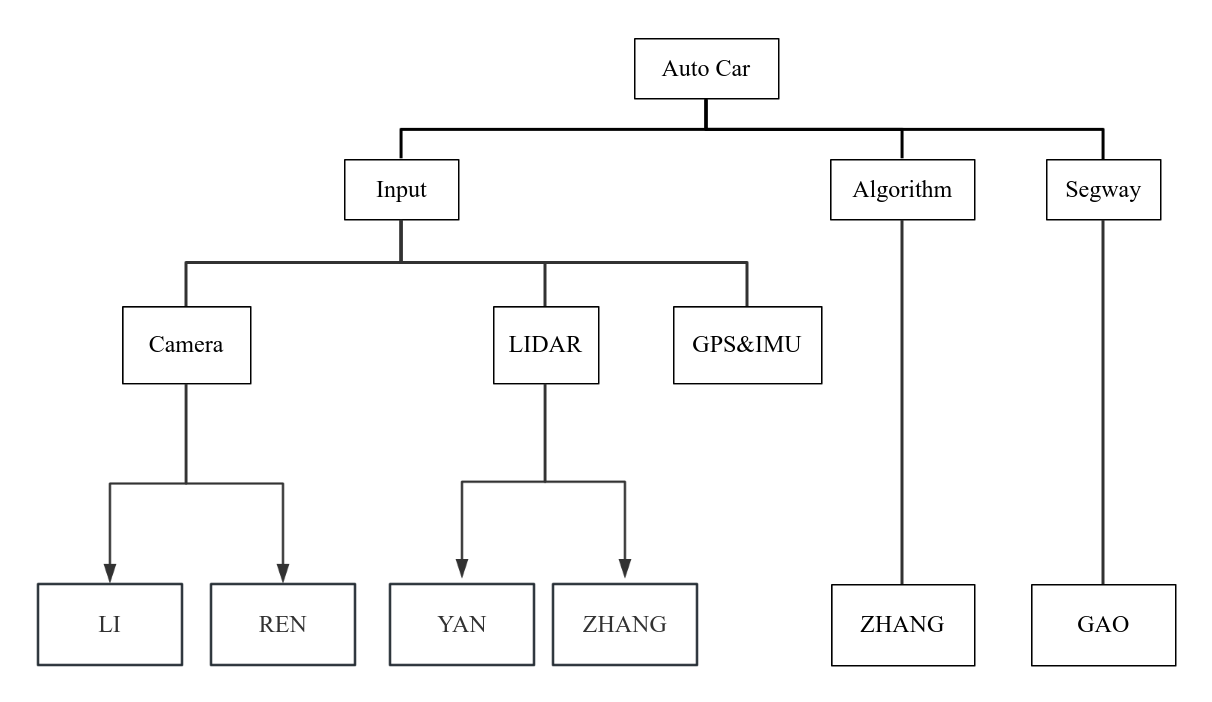 Auto Car
Input
Algorithm
Segway
Camera
LIDAR
GPS&IMU
LI
REN
YAN
ZHANG
ZHANG
GAO